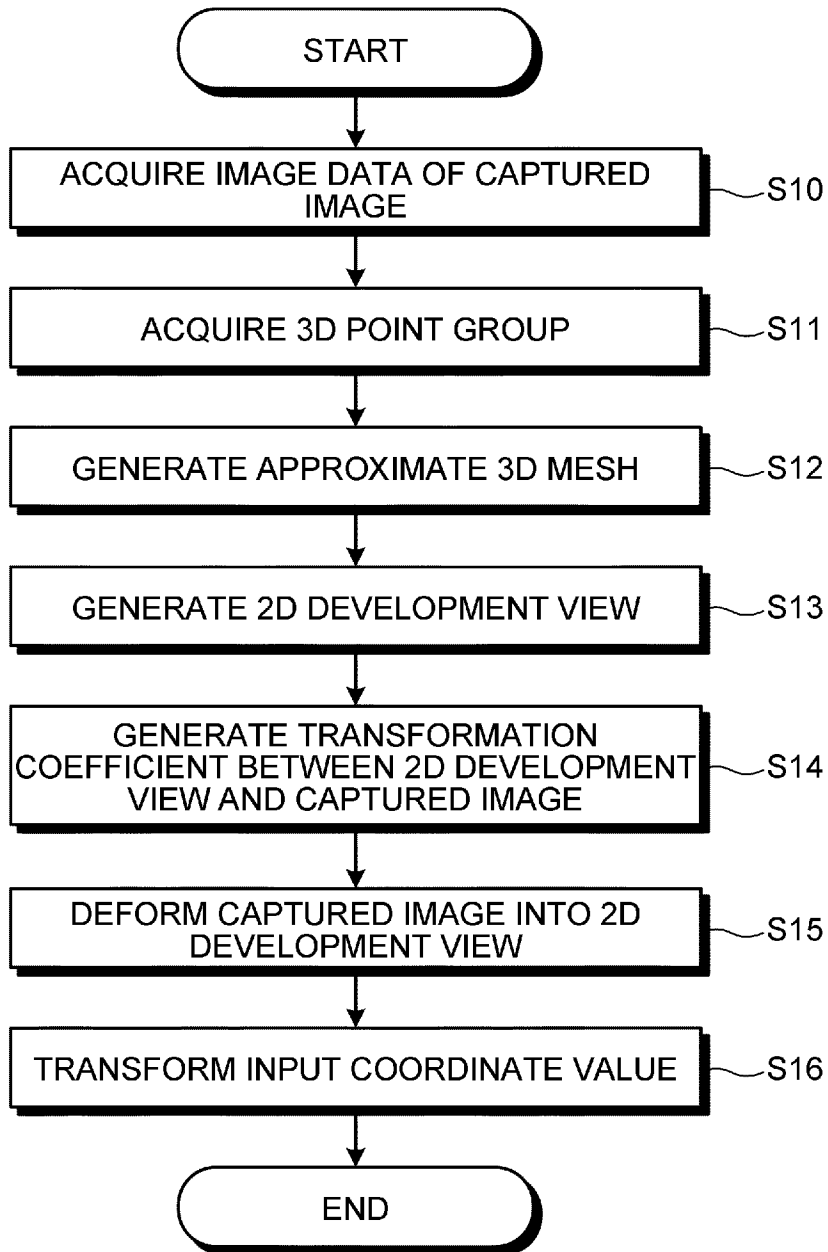 START
ACQUIRE IMAGE DATA OF CAPTURED
IMAGE
S10
ACQUIRE 3D POINT GROUP
S11
GENERATE APPROXIMATE 3D MESH
S12
GENERATE 2D DEVELOPMENT VIEW
S13
GENERATE TRANSFORMATION
COEFFICIENT BETWEEN 2D DEVELOPMENT
VIEW AND CAPTURED IMAGE
S14
DEFORM CAPTURED IMAGE INTO 2D
DEVELOPMENT VIEW
S15
TRANSFORM INPUT COORDINATE VALUE
S16
END